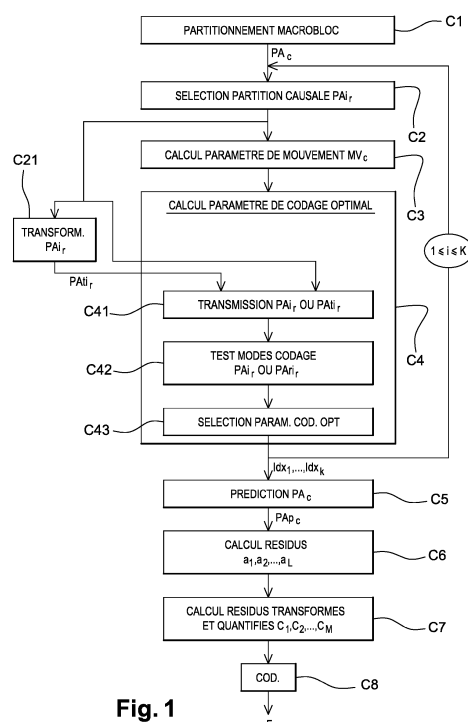 PARTITIONNEMENT MACROBLOC
C1
PA c
SELECTION PARTITION CAUSALE PAi r
C2
CALCUL PARAMETRE DE MOUVEMENT MV c
C3
C21
TRANSFORM.
PAi r
PAti r
CALCUL PARAMETRE DE CODAGE OPTIMAL
1 ≤ i ≤ K
C41
TRANSMISSION PAi r OU PAti r
C4
C42
TEST MODES CODAGE
PAi r OU PAri r
C43
SELECTION PARAM. COD. OPT
Idx 1 ,...,Idx k
PREDICTION PA c
C5
PAp c
CALCUL RESIDUS
a 1 ,a 2 ,...,a L
C6
CALCUL RESIDUS TRANSFORMES
ET QUANTIFIES C 1 ,C 2 ,...,C M
C7
COD.
C8
Fig. 1